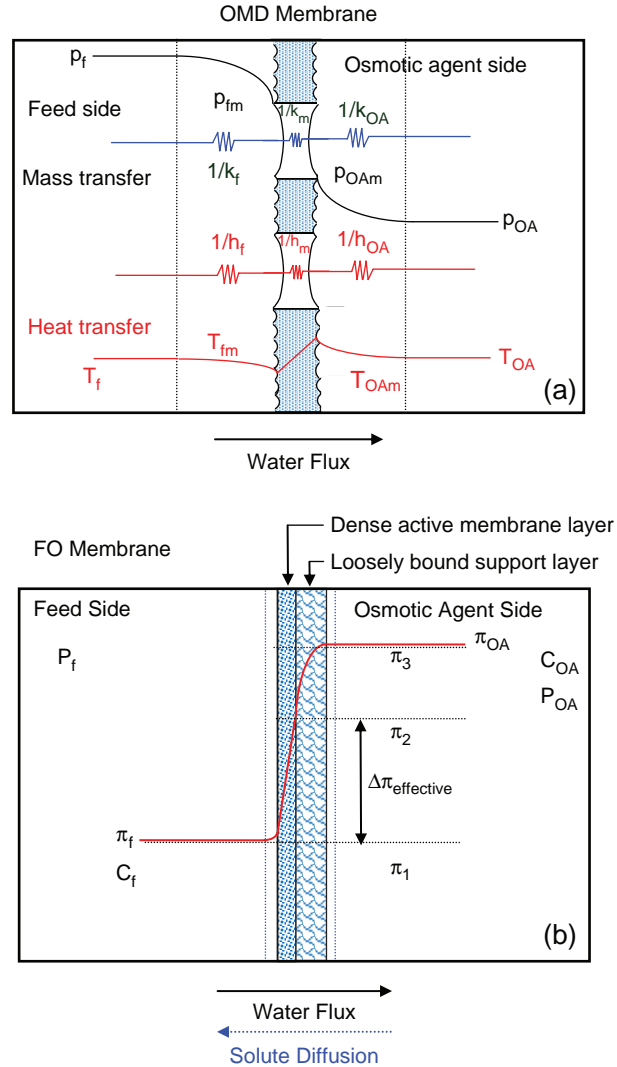 OMD Membrane
p_f
Osmotic agent side
Feed side
p_fm
1/k_m
1/k_OA
1/k_f
Mass transfer
p_OAm
p_OA
1/h_f
1/h_m
1/h_OA
Heat transfer
T_fm
T_f
T_OAm
T_OA
(a)
Water Flux
Dense active membrane layer
FO Membrane
Loosely bound support layer
Feed Side
Osmotic Agent Side
P_f
π_OA
π_3
C_OA
P_OA
π_2
Δπ_effective
π_f
C_f
π_1
(b)
Water Flux
Solute Diffusion